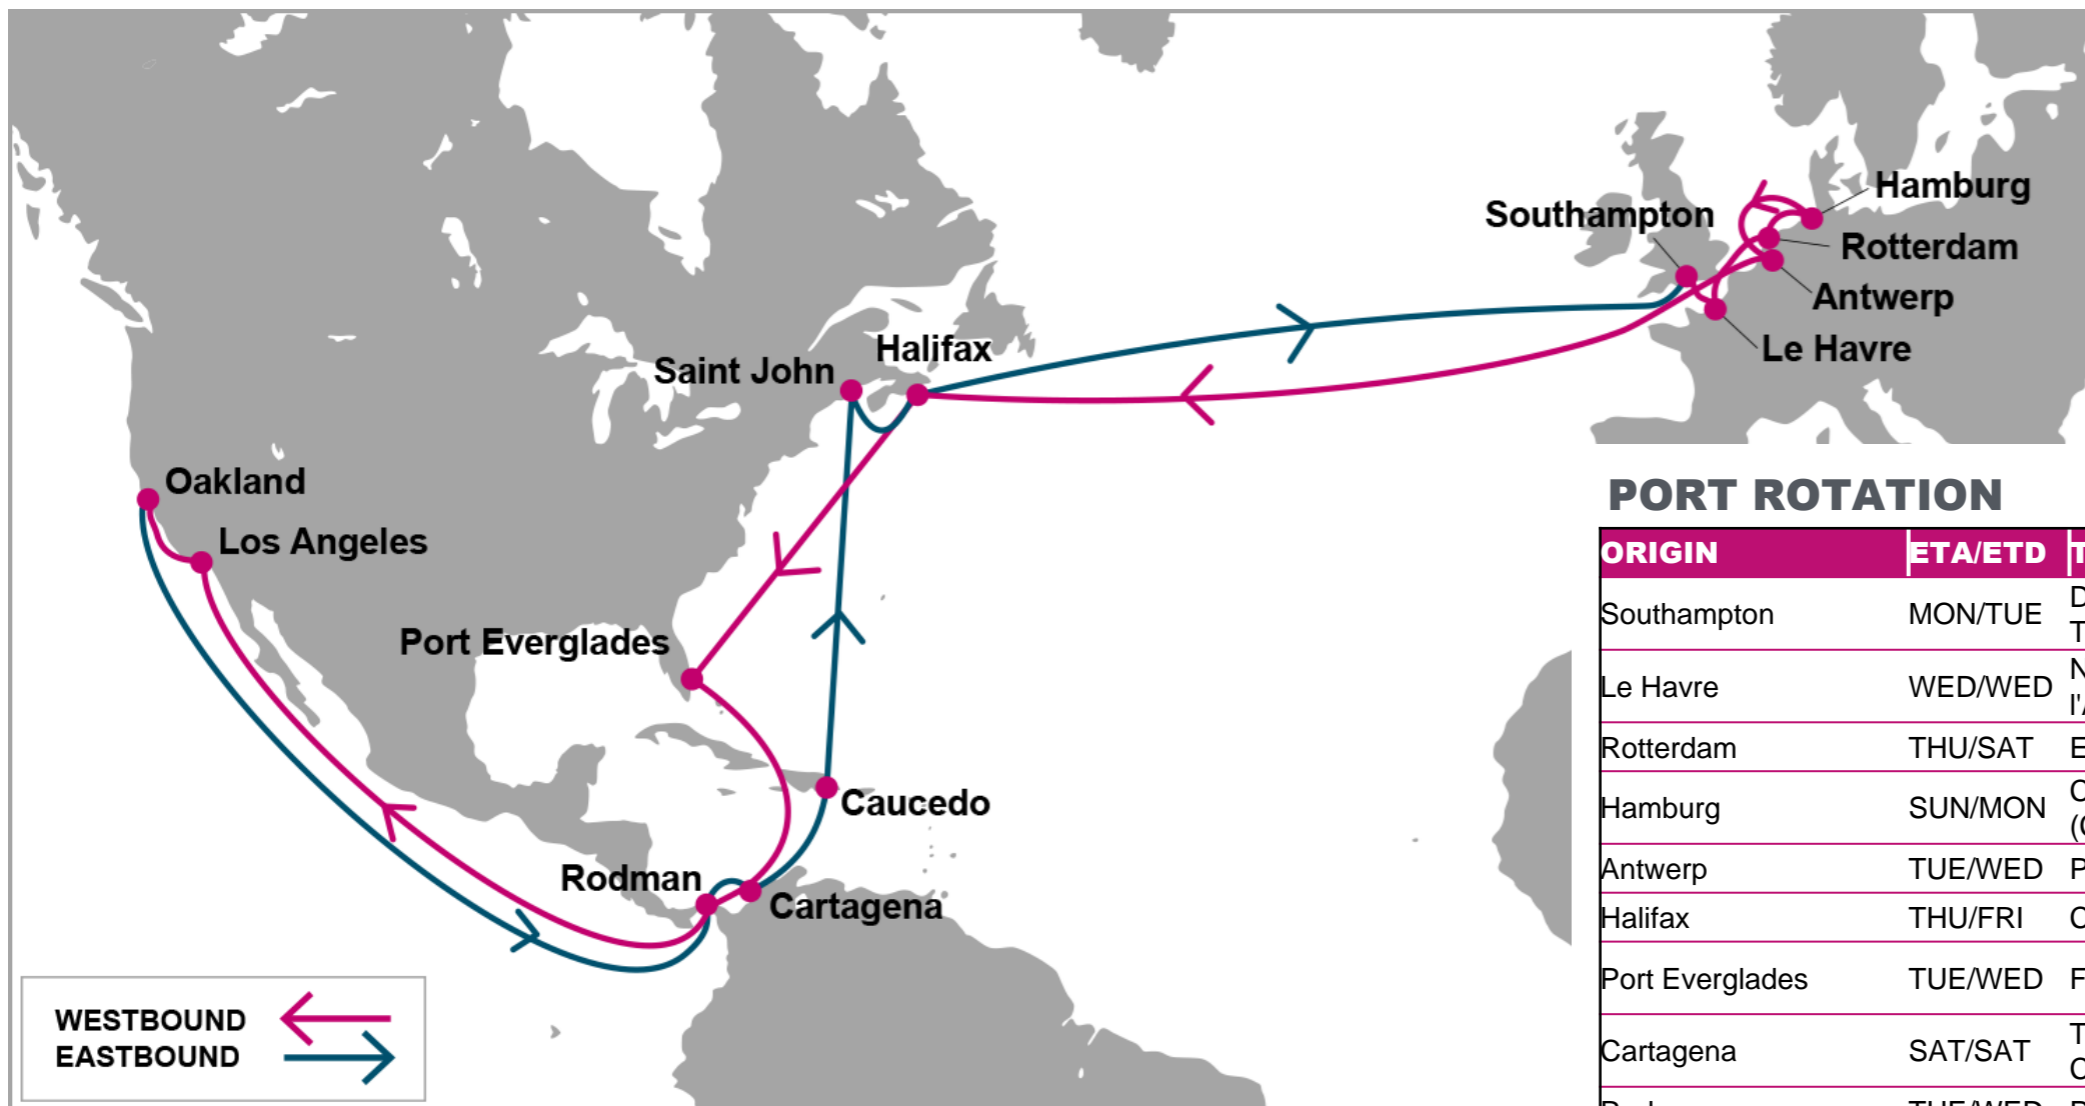 Hamburg
Southampton
Rotterdam
Antwerp
Le Havre
Halifax
Saint John
Oakland
Los Angeles
Port Everglades
Caucedo
Rodman
Cartagena
WESTBOUND
EASTBOUND
PORT ROTATION
ORIGIN ETA/ETD
Southampton MON/TUE
Le Havre WED/WED
Rotterdam THU/SAT
Hamburg SUN/MON
Antwerp TUE/WED
Halifax THU/FRI
Port Everglades TUE/WED
Cartagena SAT/SAT